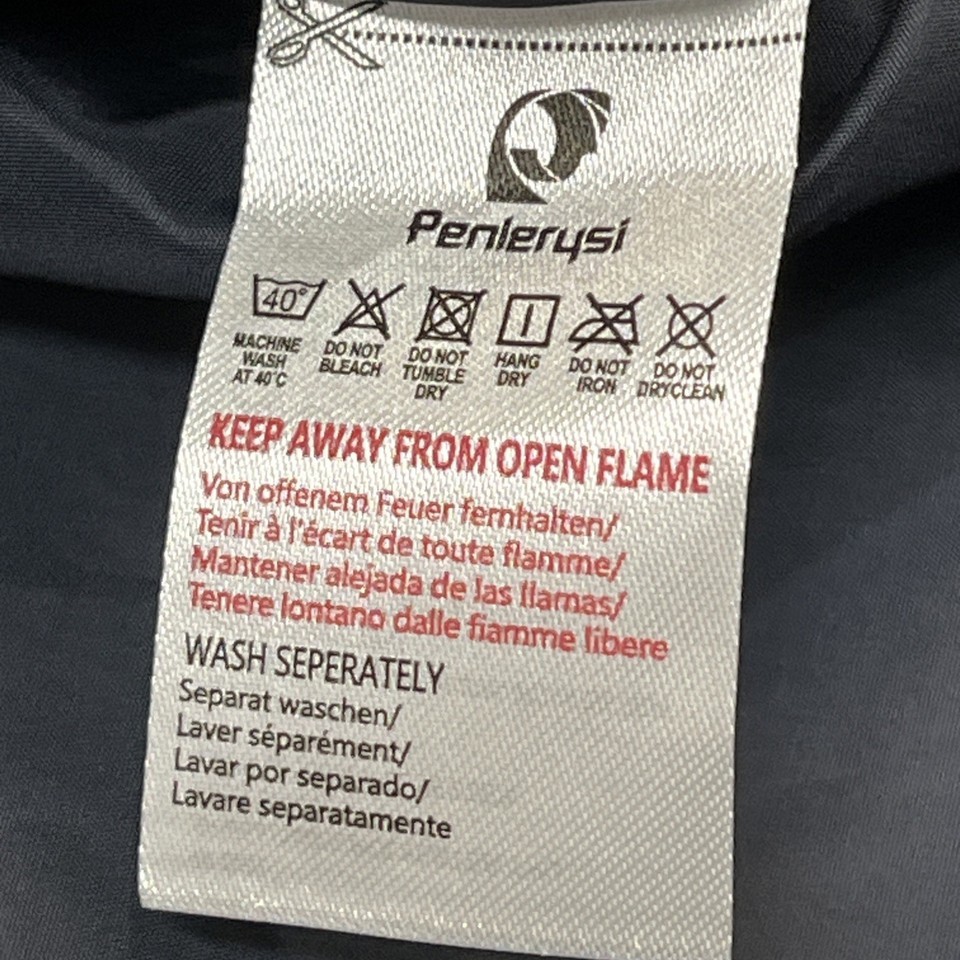 Penlerysi
40°
MACHINE WASH AT 40°C
DO NOT BLEACH
DO NOT TUMBLE DRY
HANG DRY
DO NOT IRON
DO NOT DRYCLEAN
KEEP AWAY FROM OPEN FLAME
Von offenem Feuer fernhalten/
Tenir à l'écart de toute flamme/
Mantener alejada de las llamas/
Tenere lontano dalle fiamme libere
WASH SEPERATELY
Separat waschen/
Laver séparément/
Lavar por separado/
Lavare separatamente